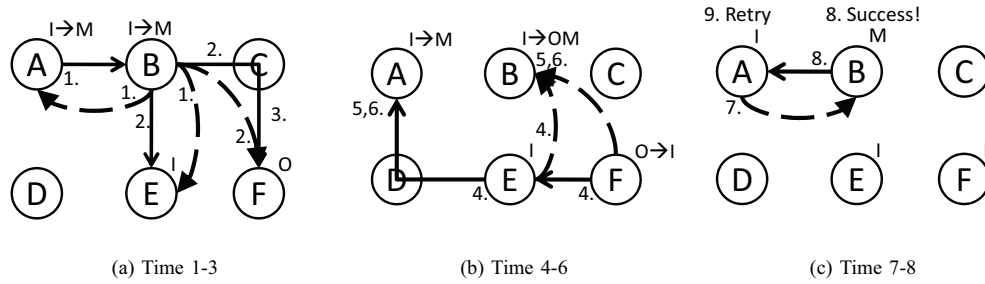 9. Retry
8. Success!
I→M
I→M
I→M
I→OM
I
M
A
1.
B
2.
C
A
B
5,6.
C
A
8.
B
C
1.
1.
2.
3.
2.
5,6.
4.
7.
I
O
I
O→I
I
D
E
F
D
E
4.
F
4.
D
E
F
(a) Time 1-3
(b) Time 4-6
(c) Time 7-8